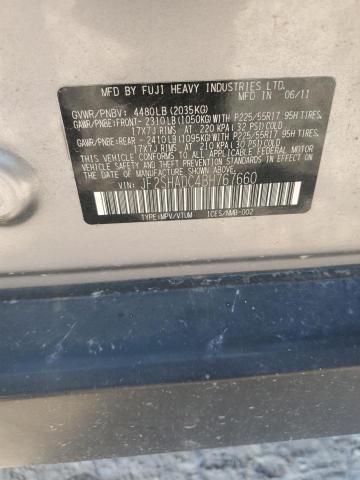 MFD BY FUJI HEAVY INDUSTRIES LTD. 06/11
GVWR/PNBV: 4480LB (2035KG)
GAWR/PNBE: FRONT- 2310LB (1050KG) WITH P225/55R17 95H TIRES,
17X7J RIMS AT 220 KPA (32 PSI) COLD
GAWR/PNBE: REAR- 2410LB (1095KG) WITH P225/55R17 95H TIRES,
17X7J RIMS AT 210 KPA (30 PSI) COLD
THIS VEHICLE CONFORMS TO ALL APPLICABLE FEDERAL MOTOR
VEHICLE SAFETY AND THEFT PREVENTION STANDARDS IN EFFECT
ON THE DATE OF MANUFACTURE SHOWN ABOVE.
VIN: JF2SHADC4BH767660
TYPE:MPV/VTUM ICES/NMB-002